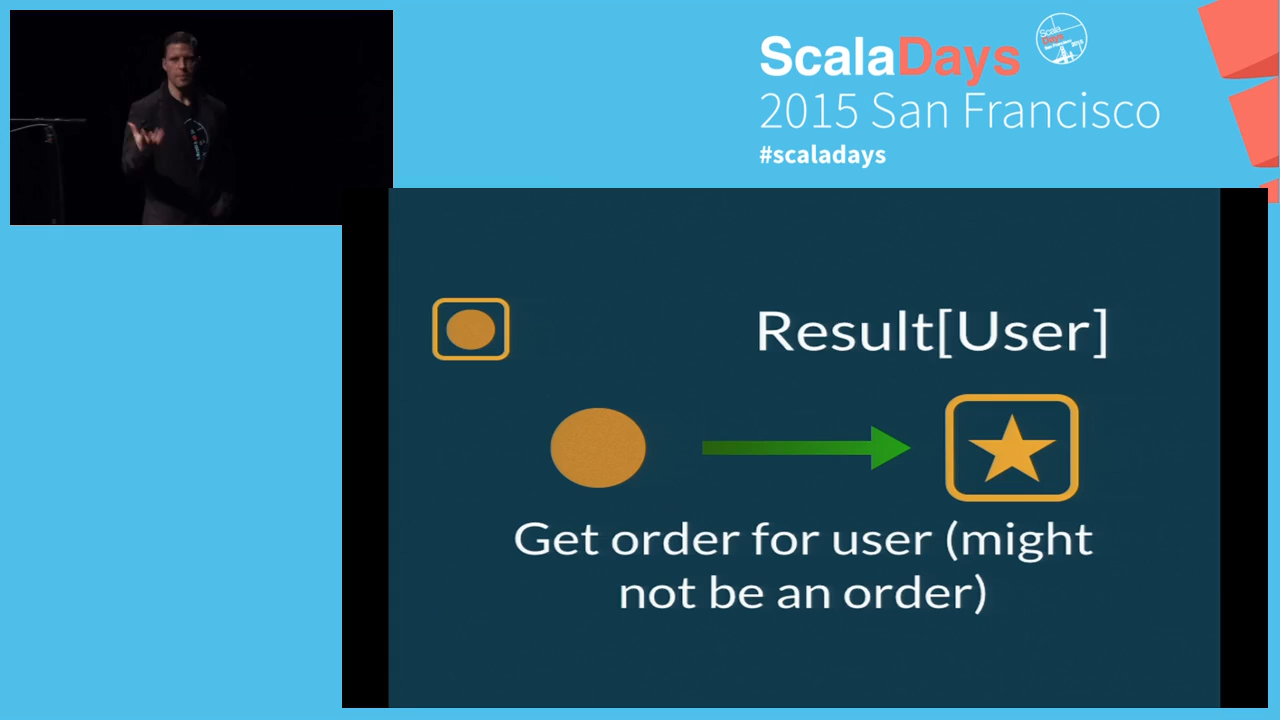 ScalaDays
2015 San Francisco
#scaladays
Result[User]
Get order for user (might
not be an order)